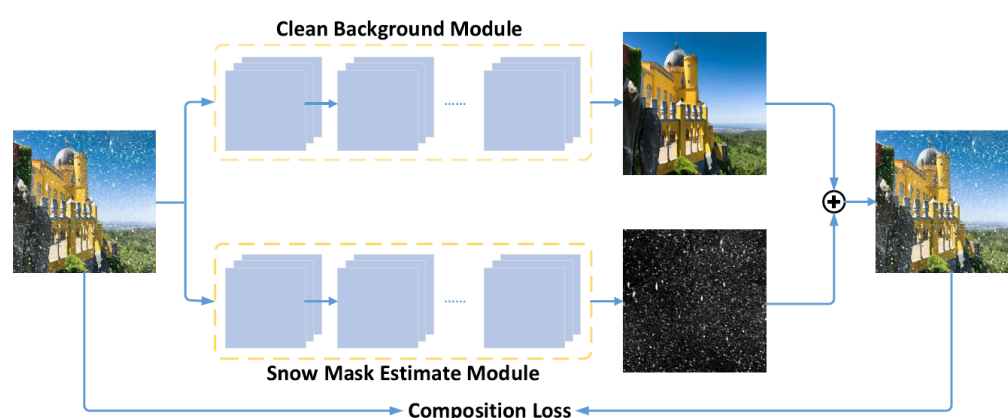 Clean Background Module
......
......
Snow Mask Estimate Module
Composition Loss